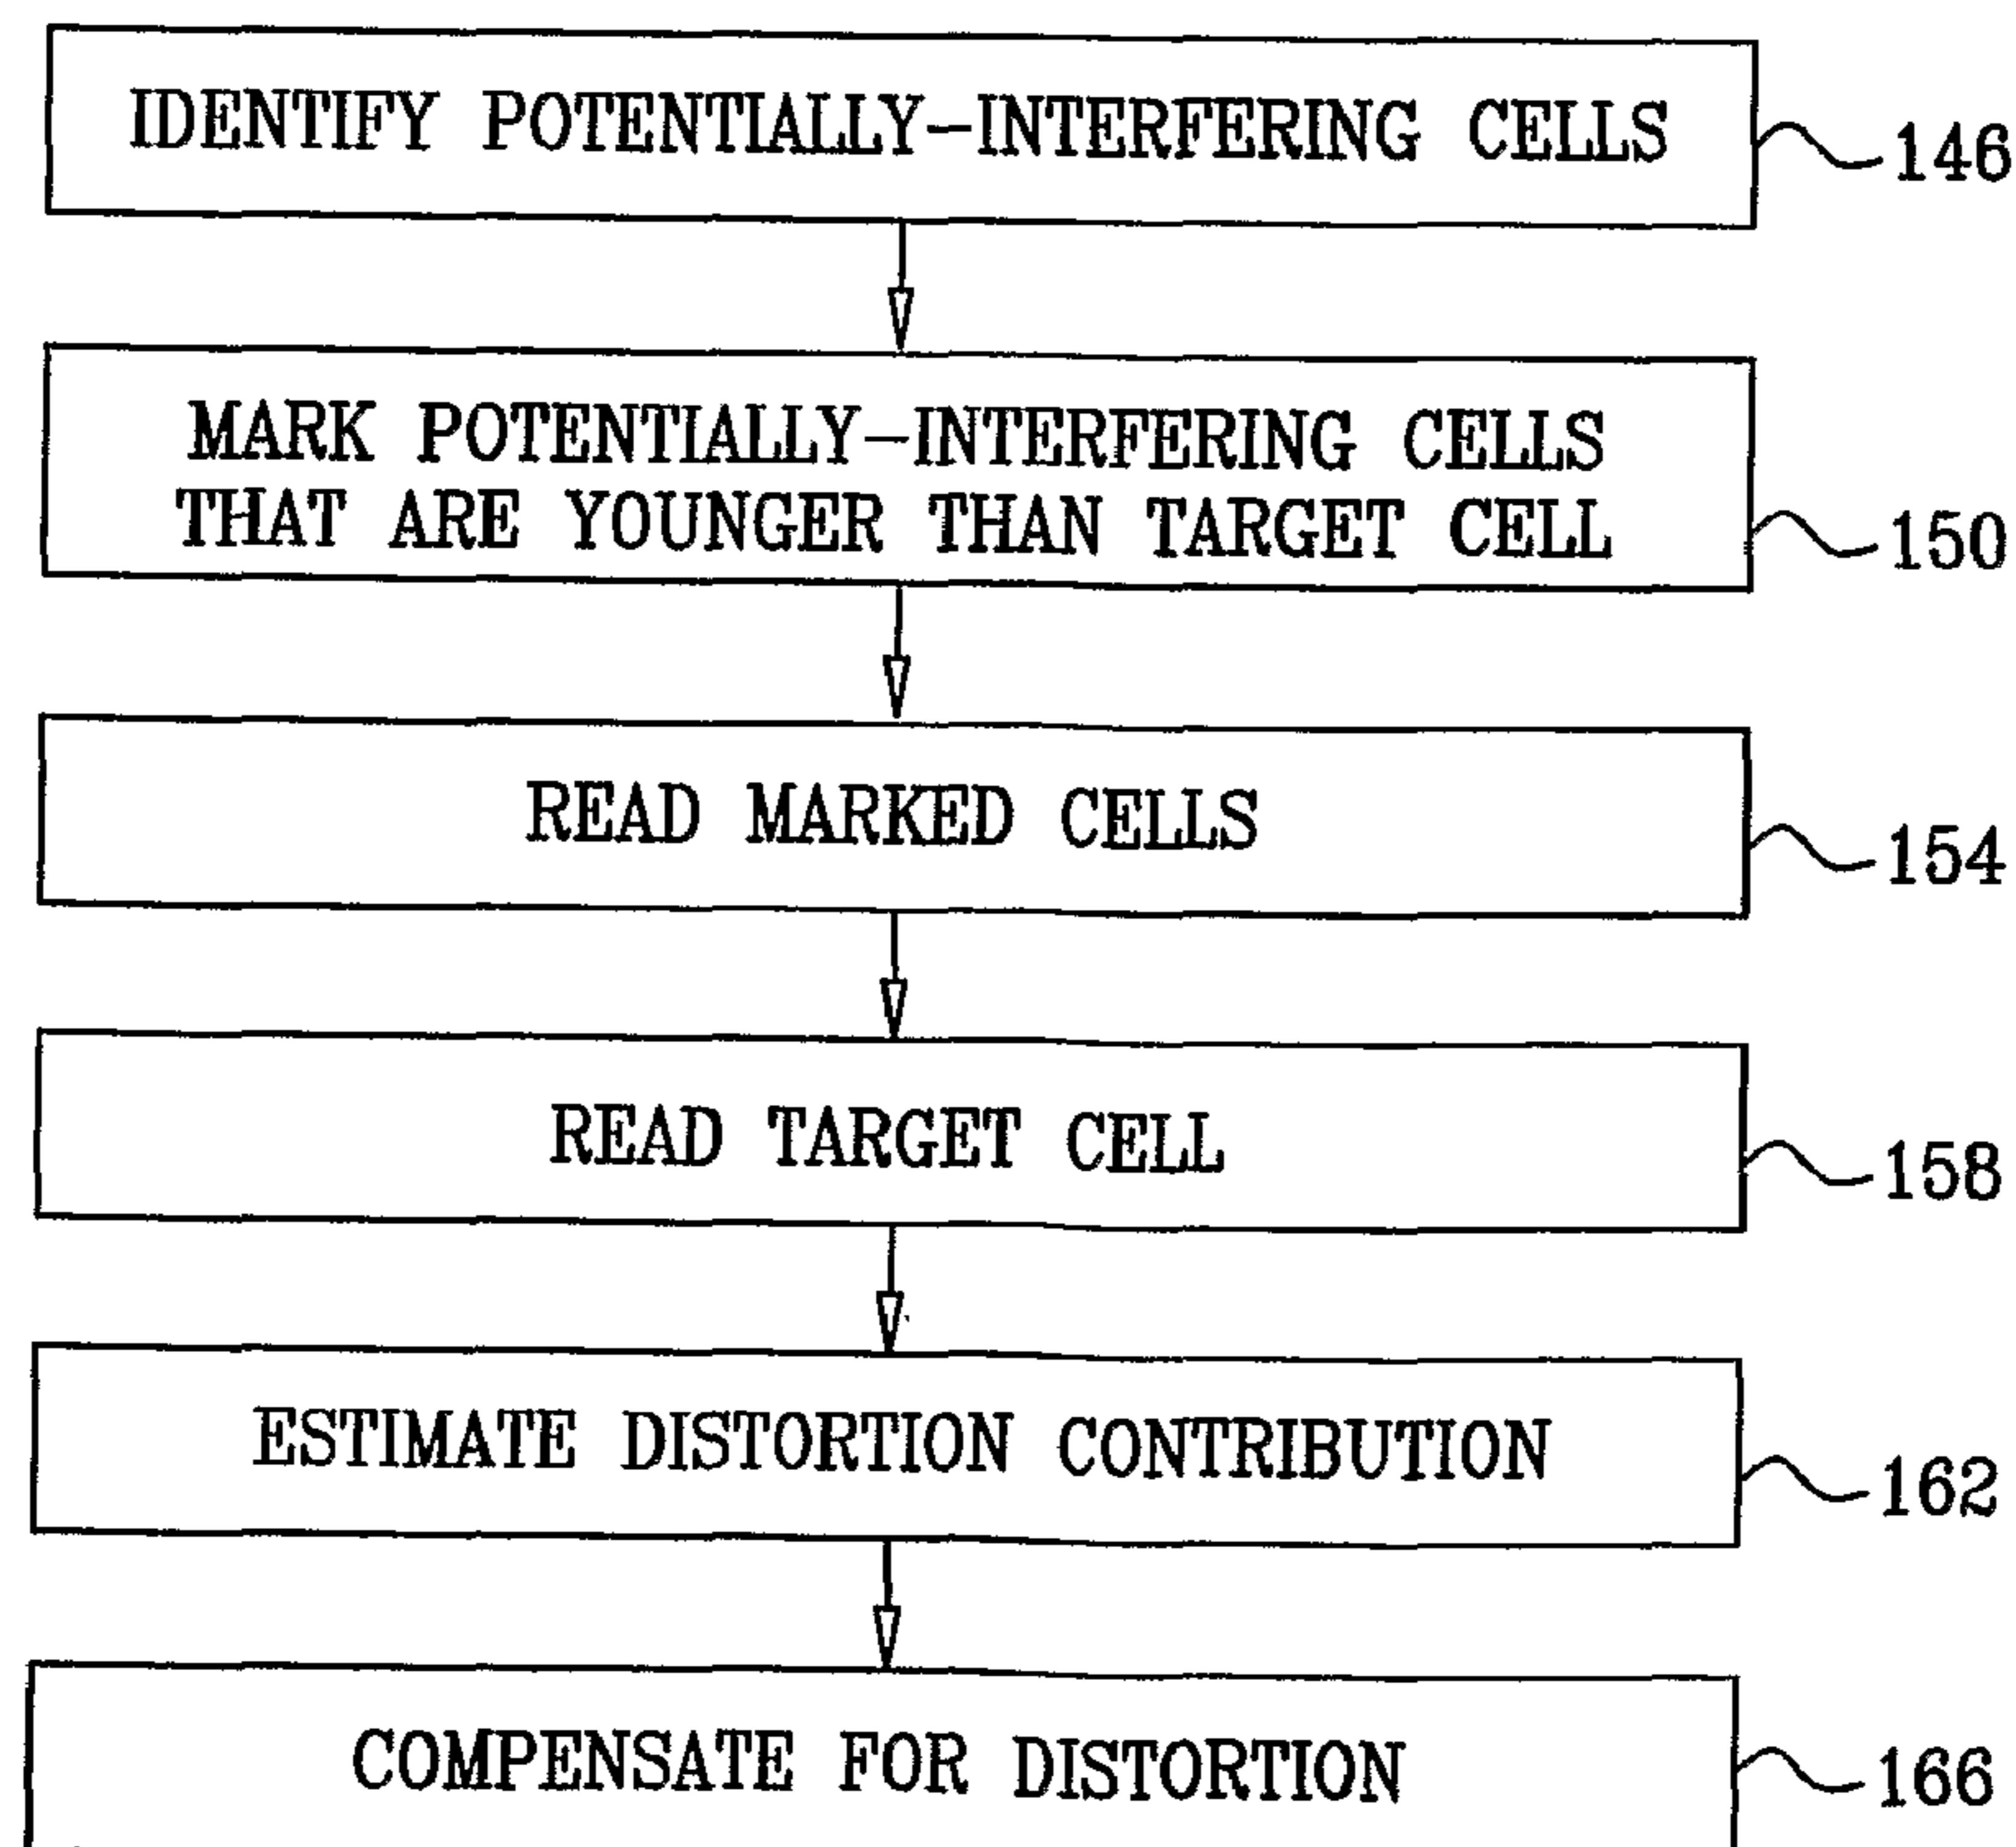 IDENTIFY POTENTIALLY-INTERFERING CELLS
146
MARK POTENTIALLY-INTERFERING CELLS
THAT ARE YOUNGER THAN TARGET CELL
150
READ MARKED CELLS
154
READ TARGET CELL
158
ESTIMATE DISTORTION CONTRIBUTION
162
COMPENSATE FOR DISTORTION
166